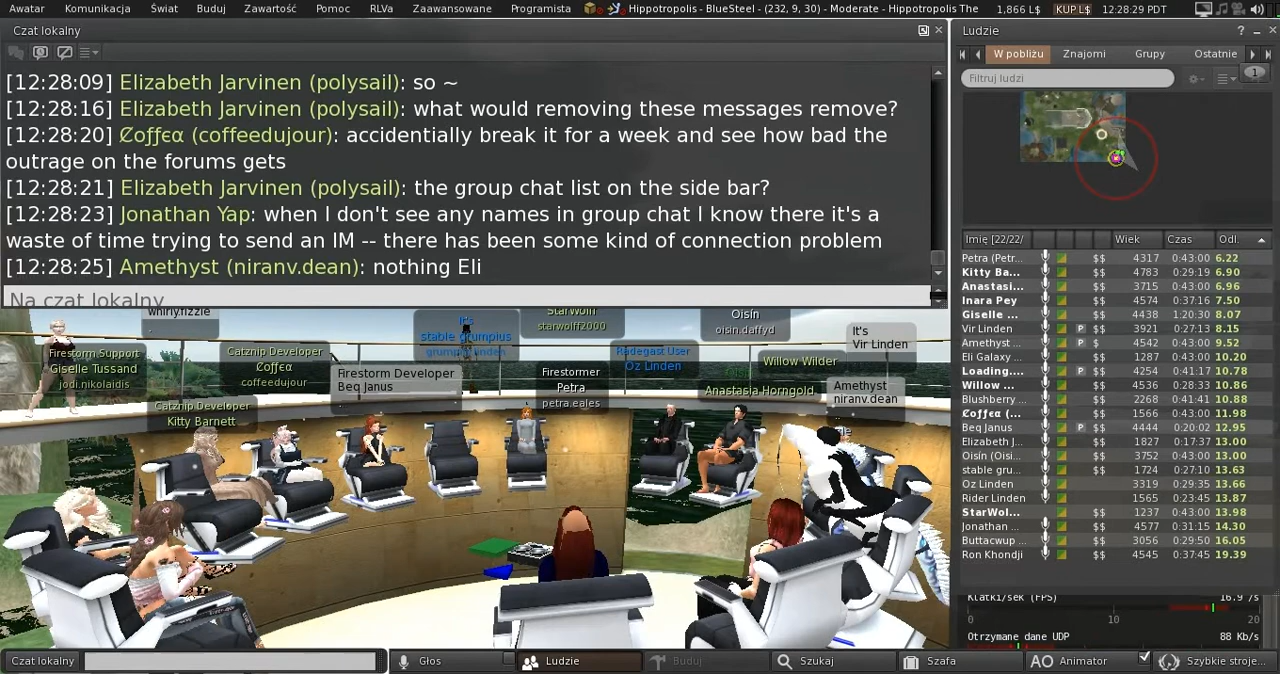 Awatar Komunikacja Świat Buduj Zawartość Pomoc RLVa Zaawansowane Programista Hippotropolis - BlueSteel - (232, 9, 30) - Moderate - Hippotropolis The 1,866 L$ KUP L$ 12:28:29 PDT
Czat lokalny
[12:28:09] Elizabeth Jarvinen (polysail): so ~
[12:28:16] Elizabeth Jarvinen (polysail): what would removing these messages remove?
[12:28:20] Ȼoƒƒєα (coffeedujour): accidentially break it for a week and see how bad the
outrage on the forums gets
[12:28:21] Elizabeth Jarvinen (polysail): the group chat list on the side bar?
[12:28:23] Jonathan Yap: when I don't see any names in group chat I know there it's a
waste of time trying to send an IM -- there has been some kind of connection problem
[12:28:25] Amethyst (niranv.dean): nothing Eli
Na czat lokalny
whirly.fizzle
It's
stable grumpius
StarWolf
starwolff2000
Oisín
oisin.daffyd
It's
Vir Linden
Firestorm Support
Giselle Tussand
jodi.nikolaidis
Catznip Developer
Ȼoƒƒєα
coffeedujour
Firestorm Developer
Beq Janus
Firestormer
Petra
petra.eales
Radegast User
Oz Linden
Willow Wilder
Anastasia Horngold
Amethyst
niranv.dean
Catznip Developer
Kitty Barnett
Ludzie
W pobliżu Znajomi Grupy Ostatnie
1
Filtruj ludzi
Imię [22/22/ Wiek Czas Odl.
Petra (Petr... $$ 4317 0:43:00 6.22
Kitty Ba... $$ 4783 0:29:19 6.90
Anastasi... $$ 3715 0:43:00 6.96
Inara Pey $$ 4574 0:37:16 7.50
Giselle ... $$ 4438 1:20:30 8.07
Vir Linden P $$ 3921 0:27:13 8.15
Amethyst ... P $$ 4542 0:43:00 9.52
Eli Galaxy ... $$ 1287 0:43:00 10.20
Loading.... P $$ 4254 0:41:17 10.78
Willow ... $$ 4536 0:28:33 10.86
Blushberry ... $$ 2268 0:41:41 10.88
Ȼoƒƒєα (... $$ 1566 0:43:00 11.98
Beq Janus P $$ 4444 0:20:02 12.95
Elizabeth J... $$ 1827 0:17:37 13.00
Oisín (Oisi... $$ 3752 0:43:00 13.00
stable gru... $$ 1724 0:27:10 13.63
Oz Linden 3319 0:29:35 13.66
Rider Linden 1565 0:23:45 13.87
StarWol... $$ 1237 0:43:00 13.98
Jonathan ... $$ 4577 0:31:15 14.30
Buttacwup ... $$ 3056 0:29:50 16.05
Ron Khondji $$ 4545 0:37:45 19.39
Klatki/sek (FPS) 16.9 /s
0 10 20
Otrzymane dane UDP 88 Kb/s
Czat lokalny Głos Ludzie Buduj Szukaj Szafa AO Animator Szybkie stroje...